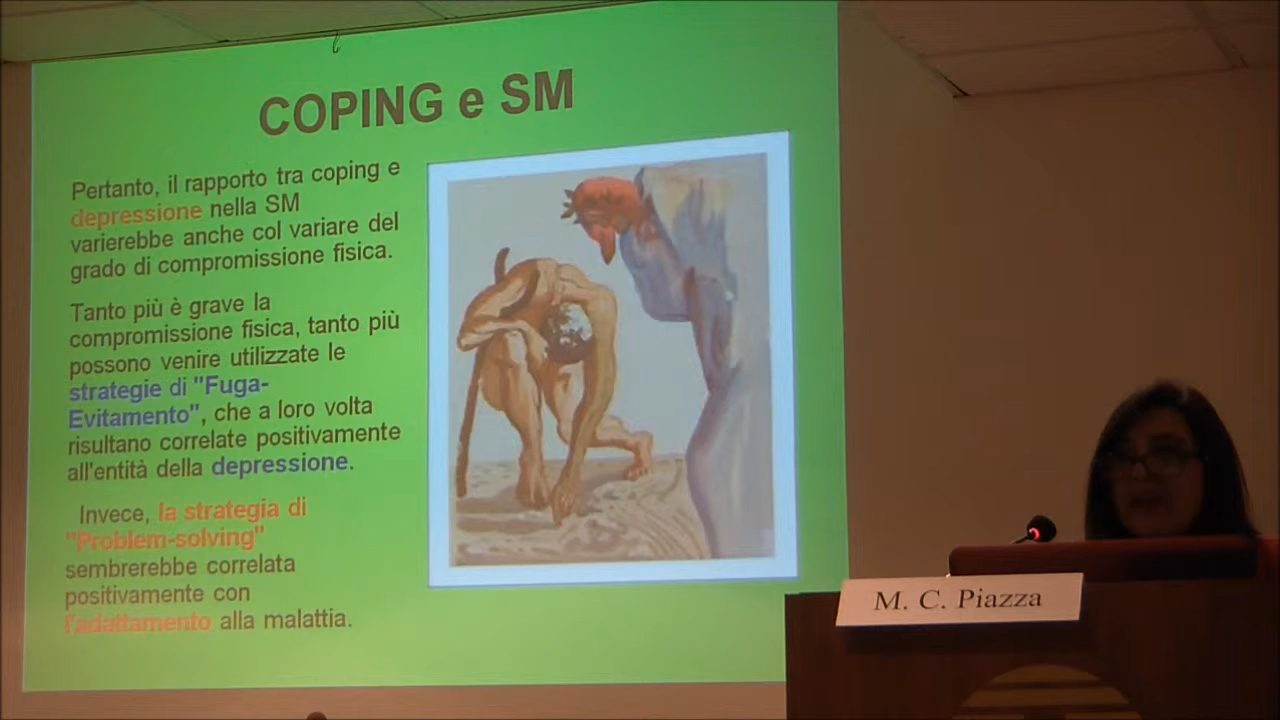 COPING e SM
Pertanto, il rapporto tra coping e
depressione nella SM
varierebbe anche col variare del
grado di compromissione fisica.
Tanto più è grave la
compromissione fisica, tanto più
possono venire utilizzate le
strategie di "Fuga-
Evitamento", che a loro volta
risultano correlate positivamente
all'entità della depressione.
Invece, la strategia di
"Problem-solving"
sembrerebbe correlata
positivamente con
l'adattamento alla malattia.
M. C. Piazza